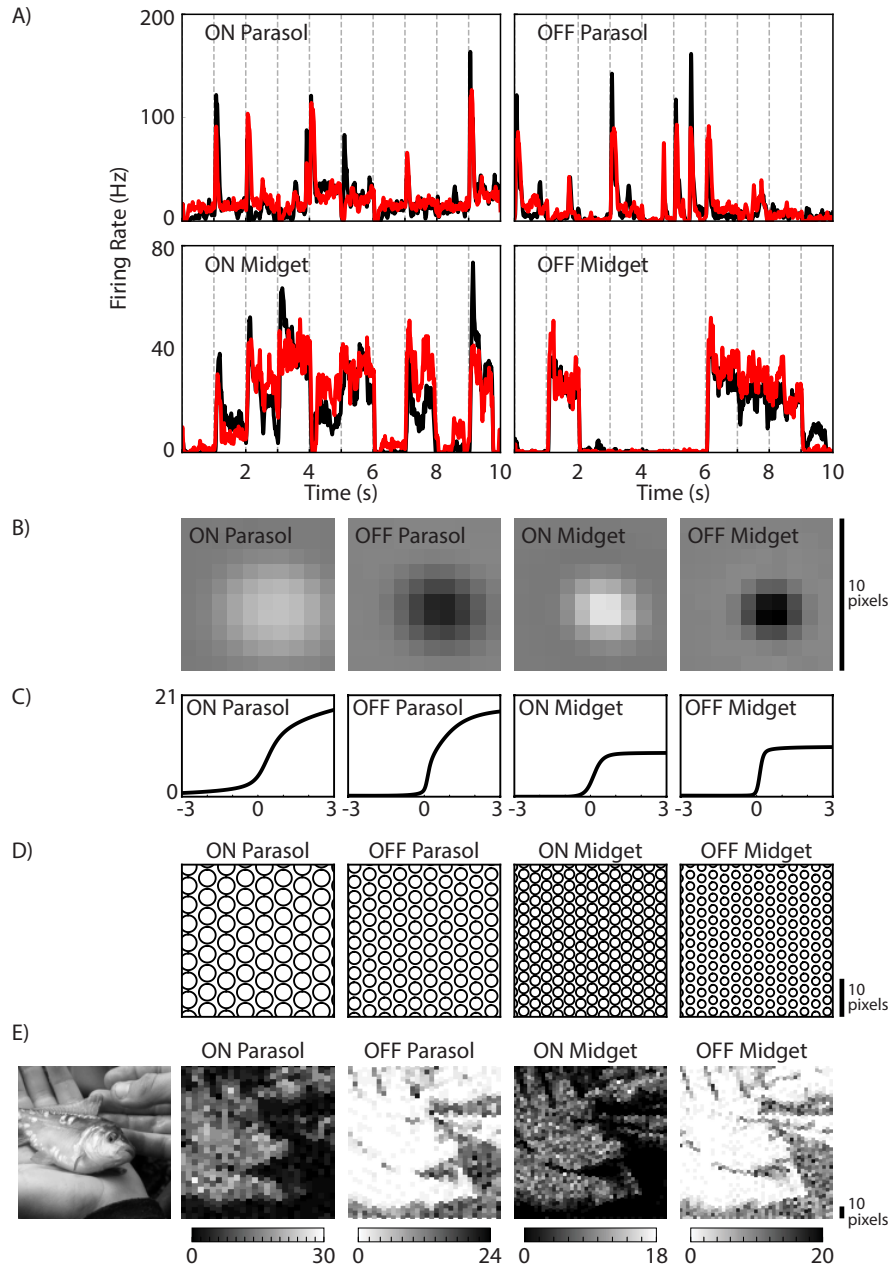 A)
ON Parasol OFF Parasol
200
100
0
Firing Rate (Hz)
ON Midget OFF Midget
80
40
0
2 4 6 8 10 2 4 6 8 10
Time (s) Time (s)
B)
ON Parasol OFF Parasol ON Midget OFF Midget
10
pixels
C)
21
ON Parasol OFF Parasol ON Midget OFF Midget
0
-3 0 3 -3 0 3 -3 0 3 -3 0 3
D)
ON Parasol OFF Parasol ON Midget OFF Midget
10
pixels
E)
ON Parasol OFF Parasol ON Midget OFF Midget
10
pixels
0 30 0 24 0 18 0 20